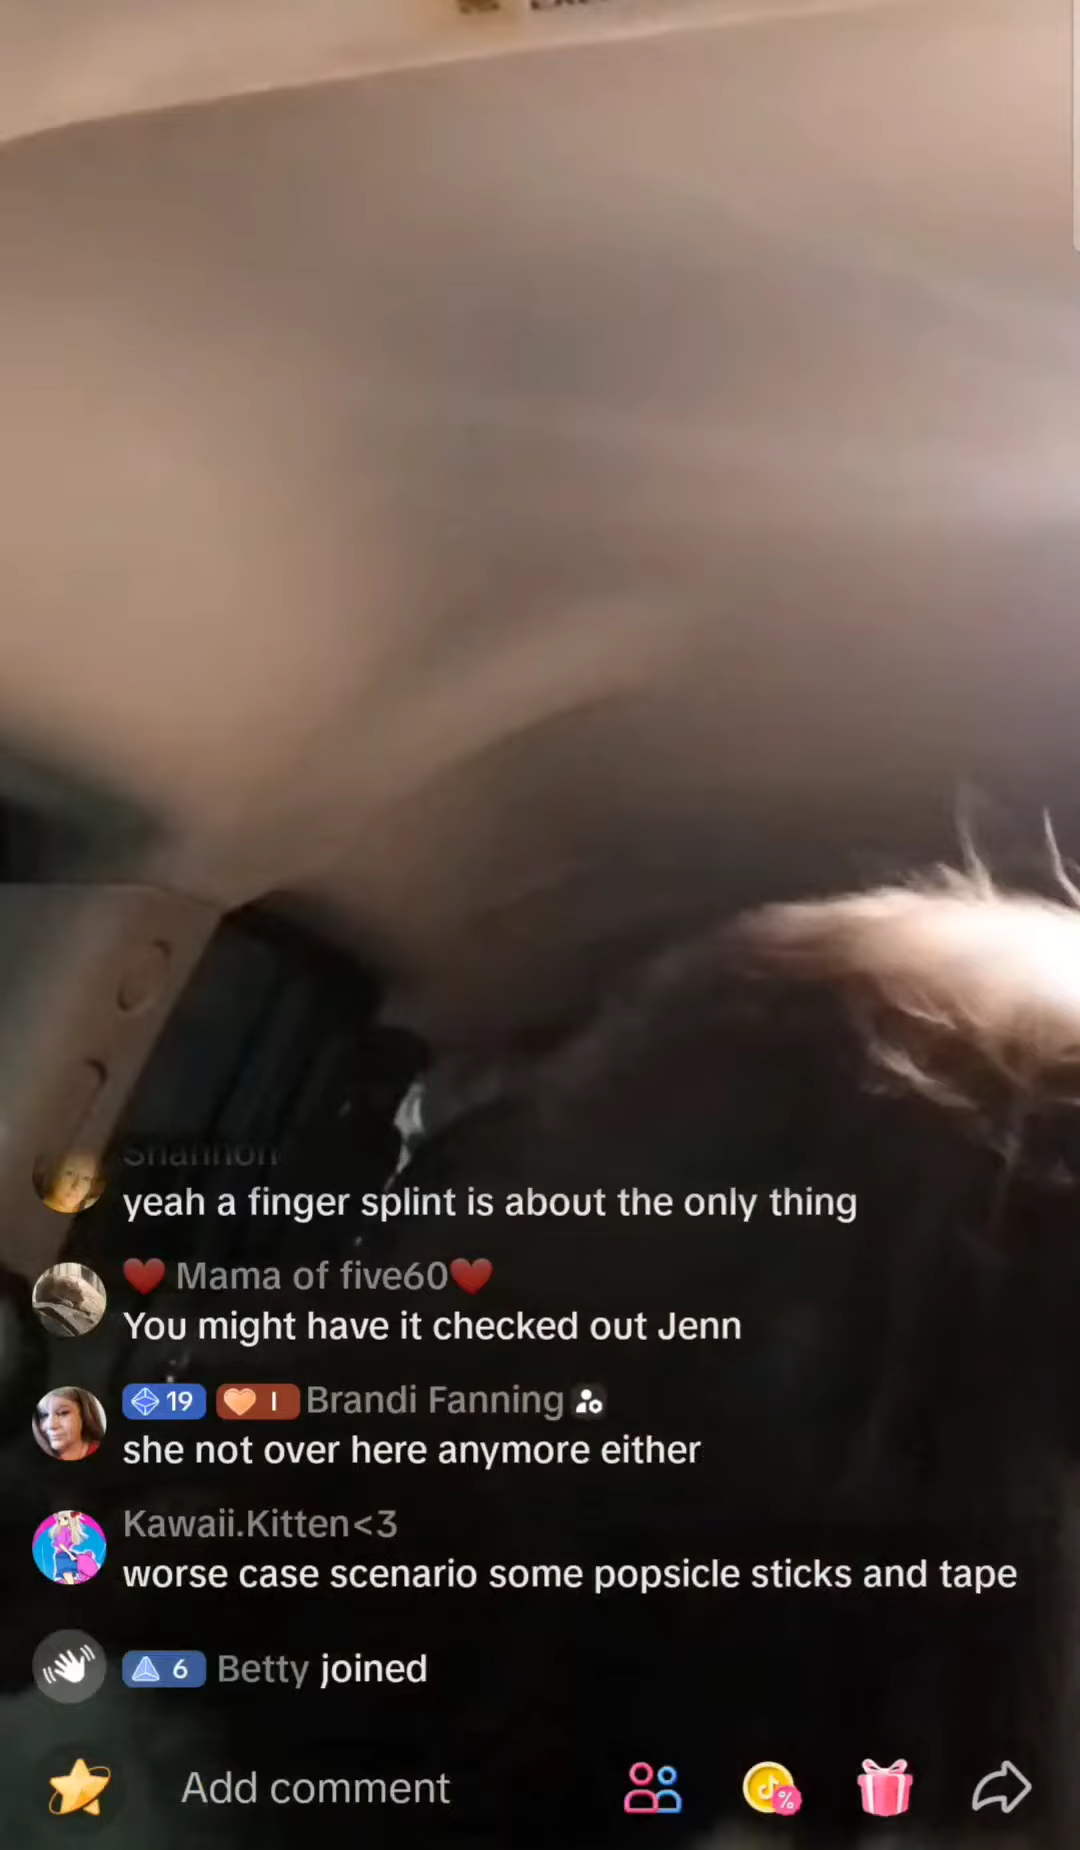 Shannon
yeah a finger splint is about the only thing
❤️ Mama of five60❤️
You might have it checked out Jenn
19 I Brandi Fanning
she not over here anymore either
Kawaii.Kitten<3
worse case scenario some popsicle sticks and tape
6 Betty joined
Add comment